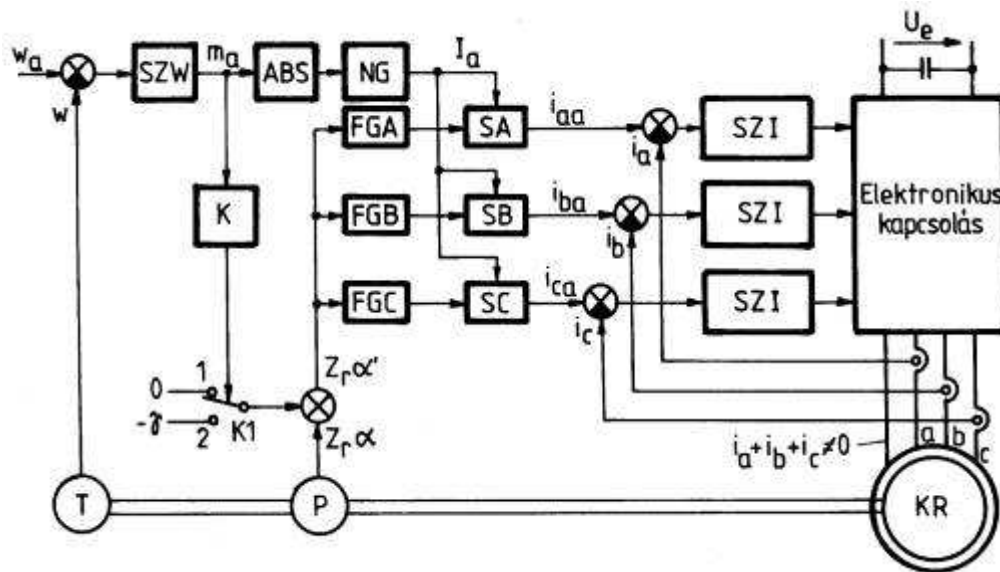 U_e
w_a
SZW
m_a
ABS
NG
I_a
w
FGA
SA
i_aa
i_a
SZI
K
FGB
SB
i_ba
i_b
SZI
Elektronikus
kapcsolás
FGC
SC
i_ca
i_c
SZI
0
1
Z_r α'
-γ
2
K1
Z_r α
i_a+i_b+i_c≠0
a
b
c
T
P
KR